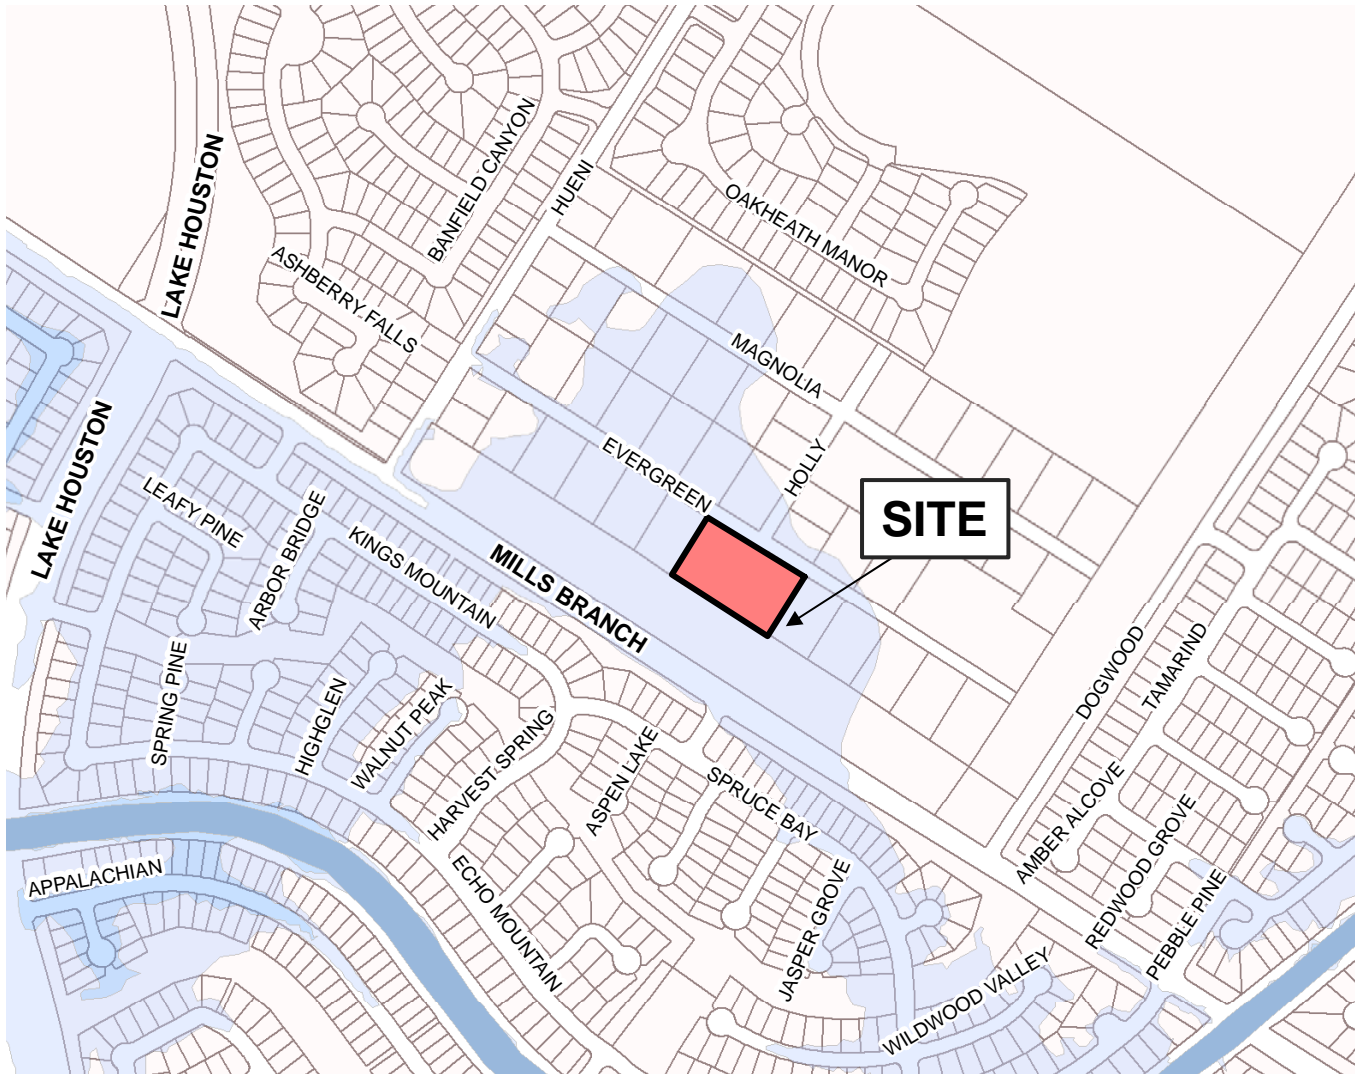 LAKE HOUSTON
BANFIELD CANYON
HUENI
OAKHEATH MANOR
ASHBERRY FALLS
MAGNOLIA
LAKE HOUSTON
EVERGREEN
HOLLY
SITE
LEAFY PINE
ARBOR BRIDGE
KINGS MOUNTAIN
MILLS BRANCH
SPRING PINE
HIGHGLEN
WALNUT PEAK
HARVEST SPRING
ASPEN LAKE
SPRUCE BAY
DOGWOOD
TAMARIND
AMBER ALCOVE
REDWOOD GROVE
PEBBLE PINE
APPALACHIAN
ECHO MOUNTAIN
JASPER GROVE
WILDWOOD VALLEY